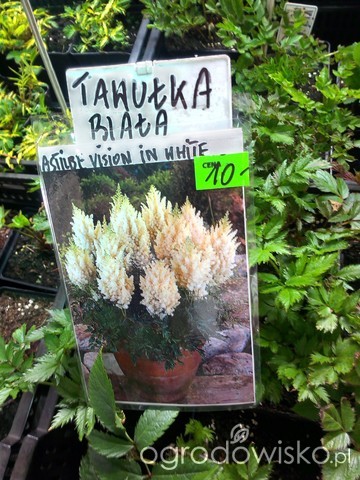 TAWUŁKA
BIAŁA
ASTILBE VISION IN WHITE
CENA
10.-
ogrodowisko.pl